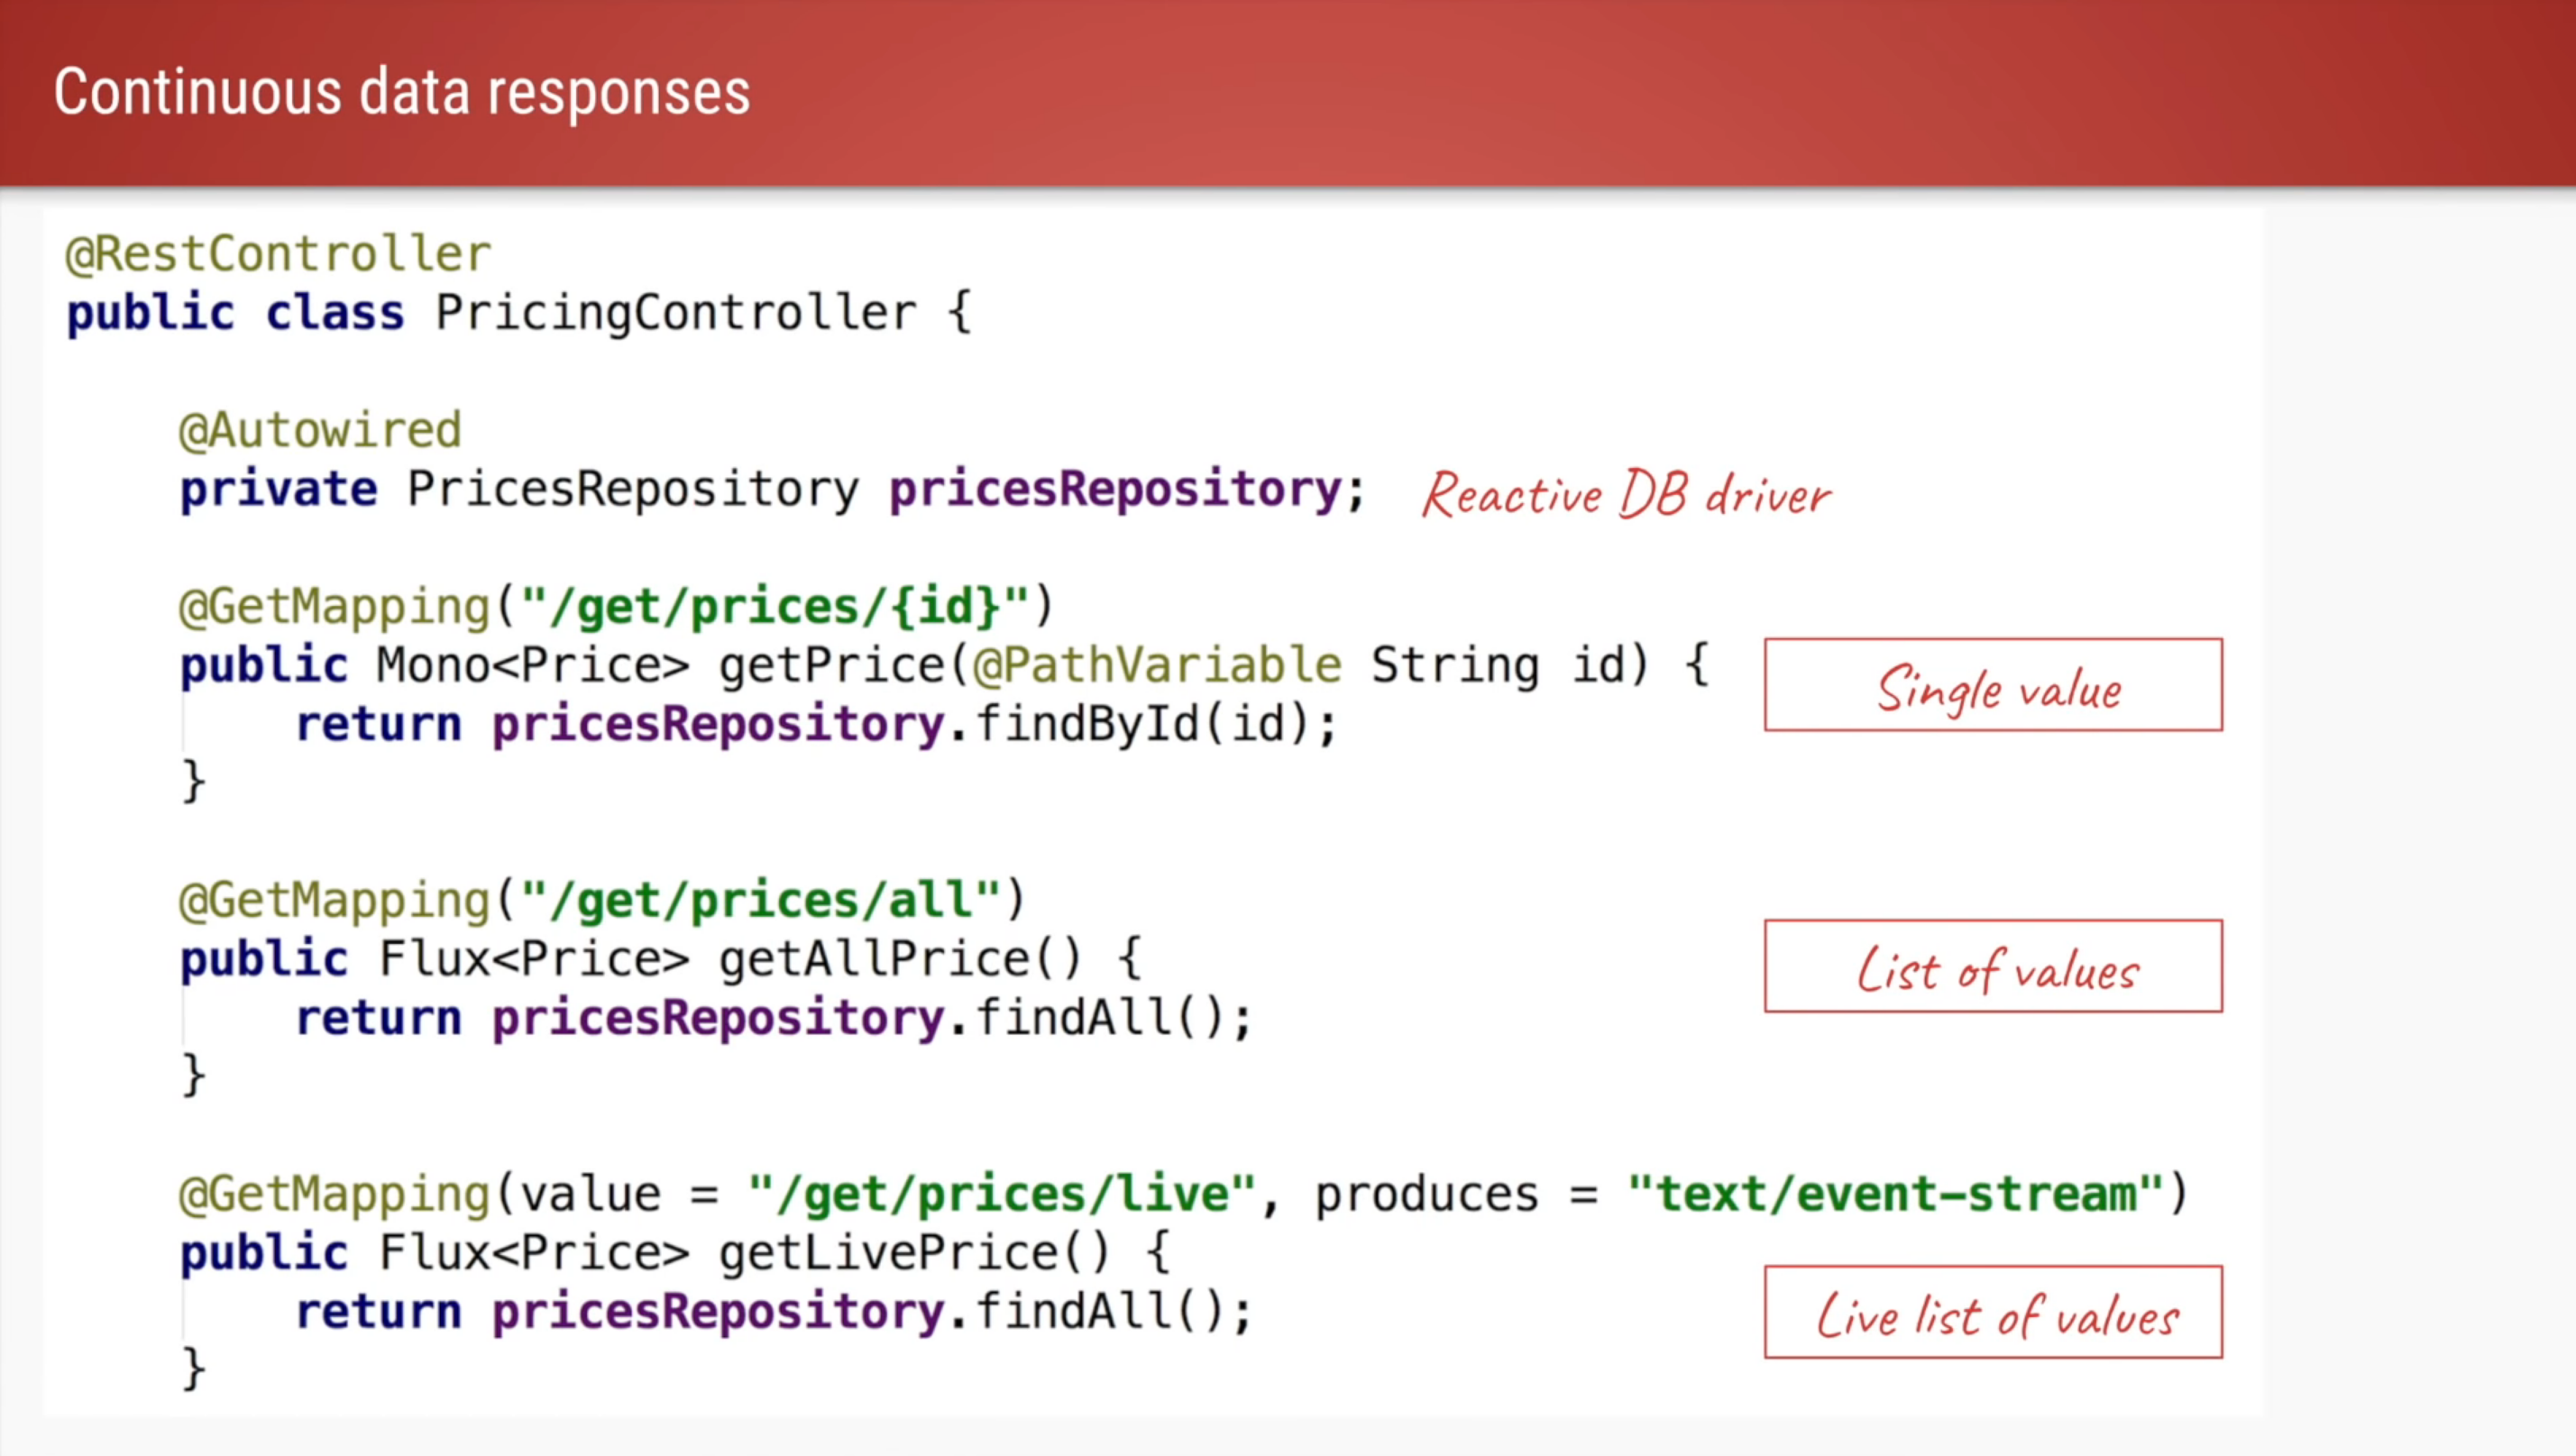 Continuous data responses
@RestController
public class PricingController {
@Autowired
private PricesRepository pricesRepository; Reactive DB driver
@GetMapping("/get/prices/{id}")
public Mono<Price> getPrice(@PathVariable String id) {
Single value
return pricesRepository.findById(id);
}
@GetMapping("/get/prices/all")
public Flux<Price> getAllPrice() {
List of values
return pricesRepository.findAll();
}
@GetMapping(value = "/get/prices/live", produces = "text/event-stream")
public Flux<Price> getLivePrice() {
return pricesRepository.findAll();
Live list of values
}